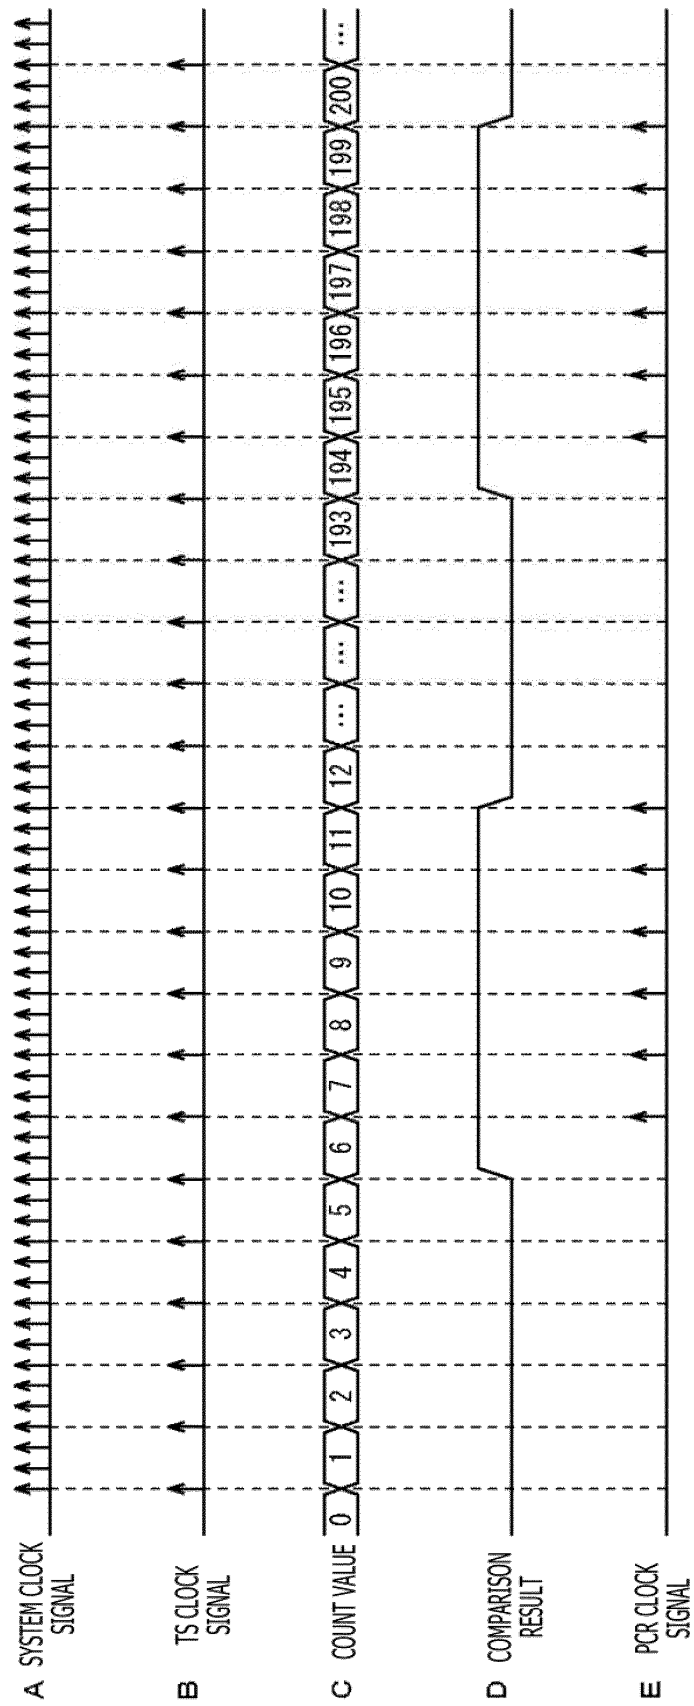 A SYSTEM CLOCK
SIGNAL
B TS CLOCK
SIGNAL
C COUNT VALUE 0 1 2 3 4 5 6 7 8 9 10 11 12 ... ... ... 193 194 195 196 197 198 199 200 ...
D COMPARISON
RESULT
E PCR CLOCK
SIGNAL